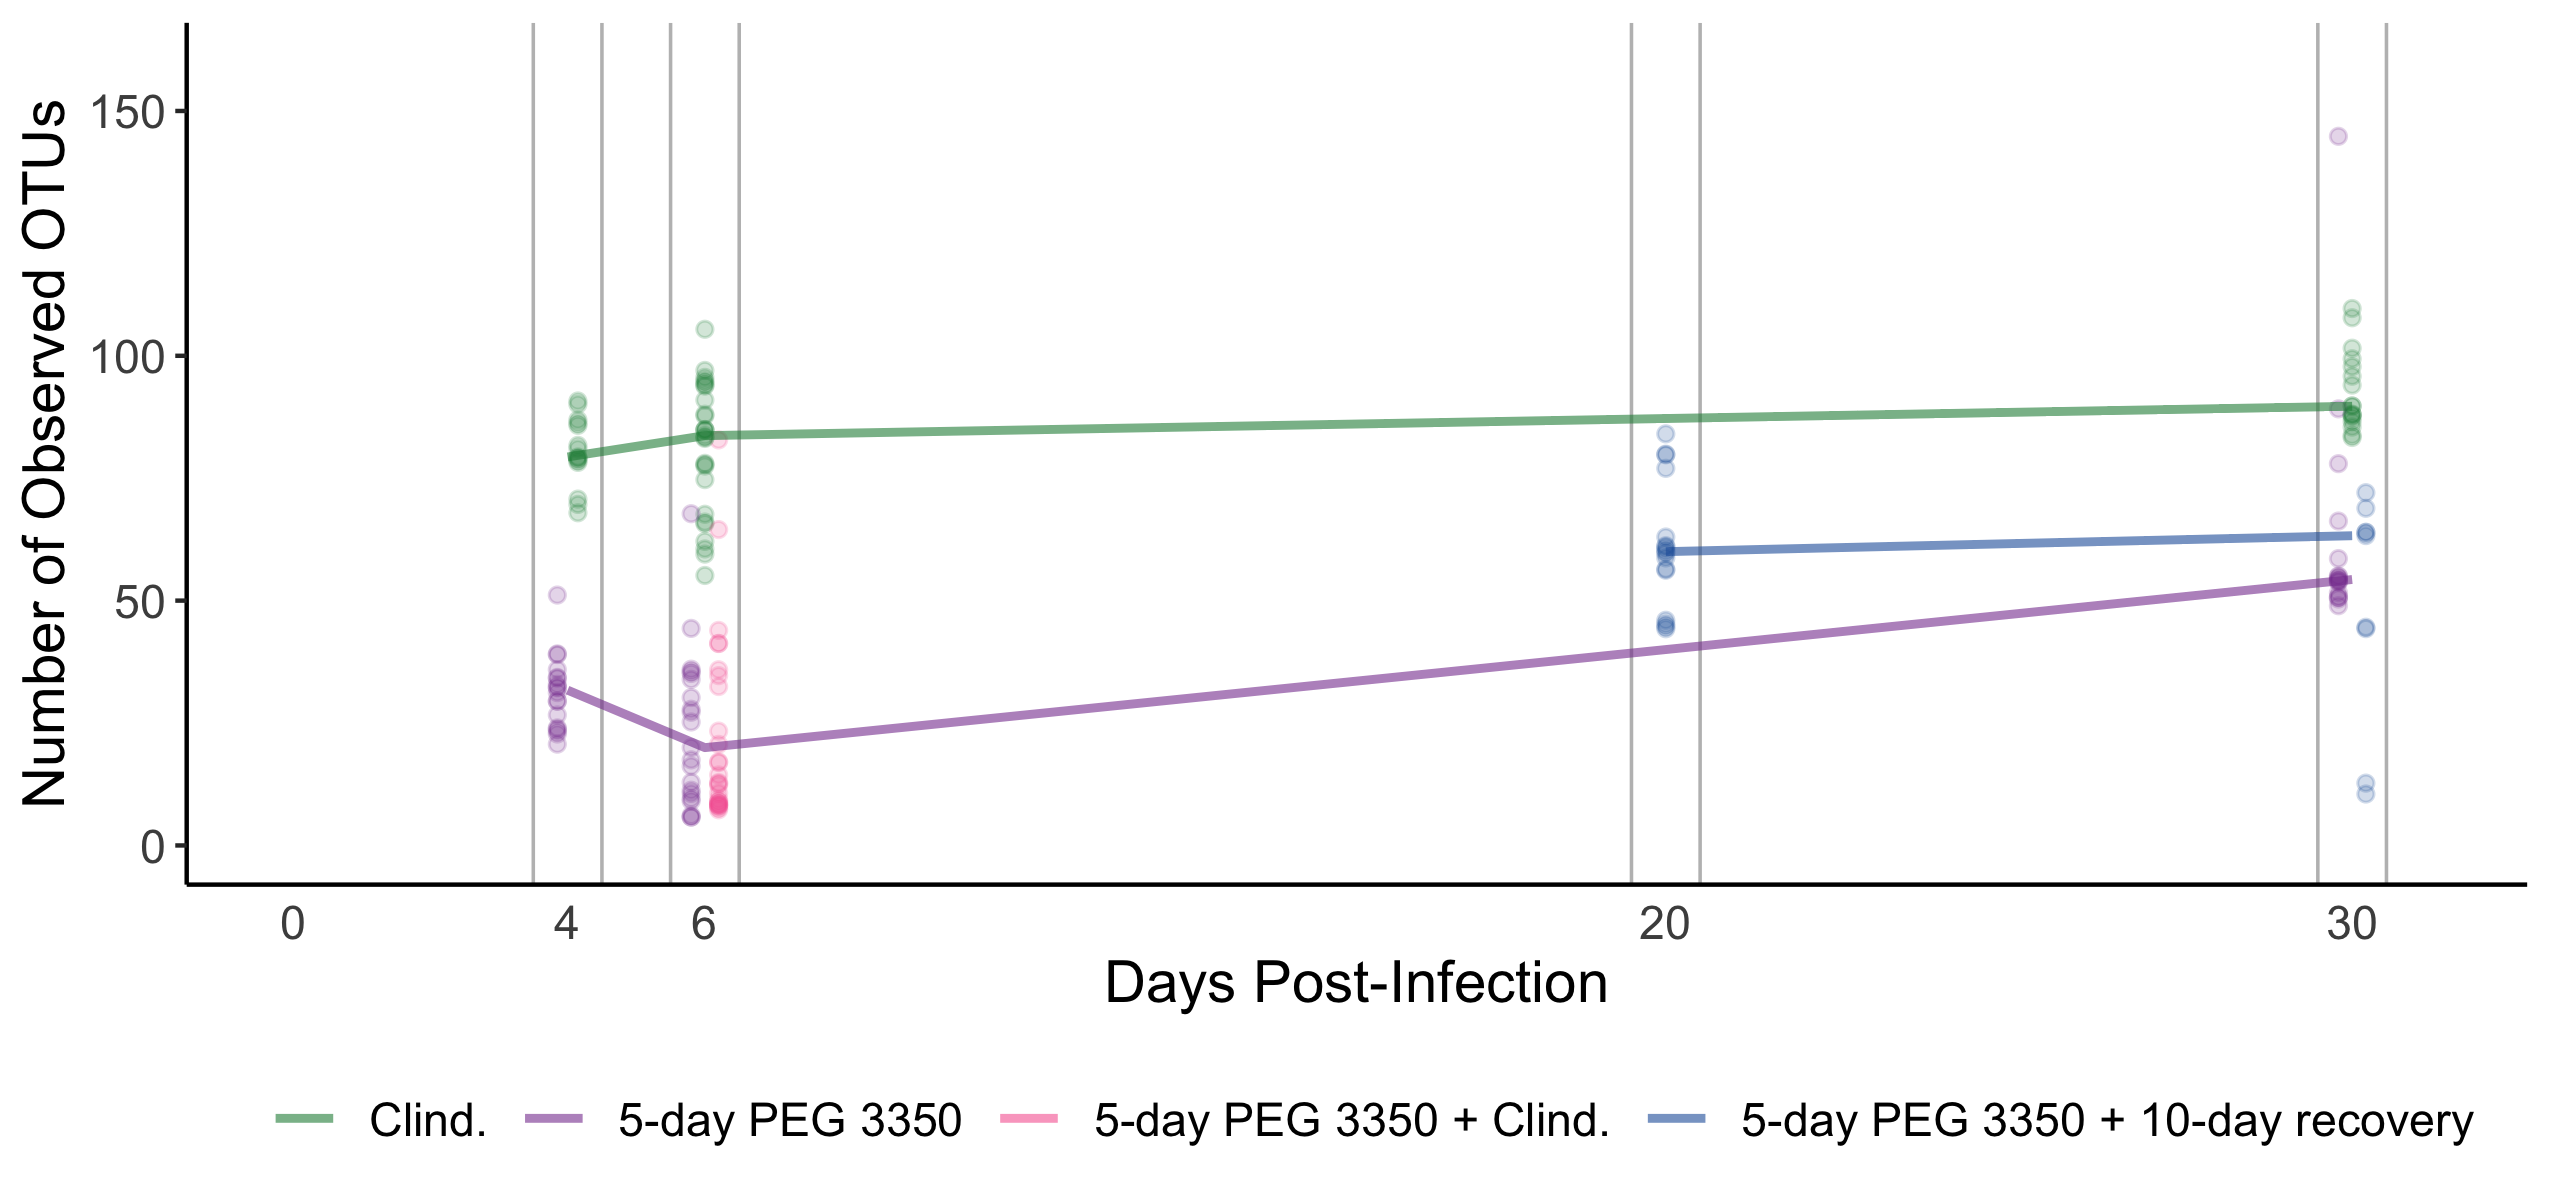 Number of Observed OTUs
150
100
50
0
0 4 6 20 30
Days Post-Infection
Clind. 5-day PEG 3350 5-day PEG 3350 + Clind. 5-day PEG 3350 + 10-day recovery